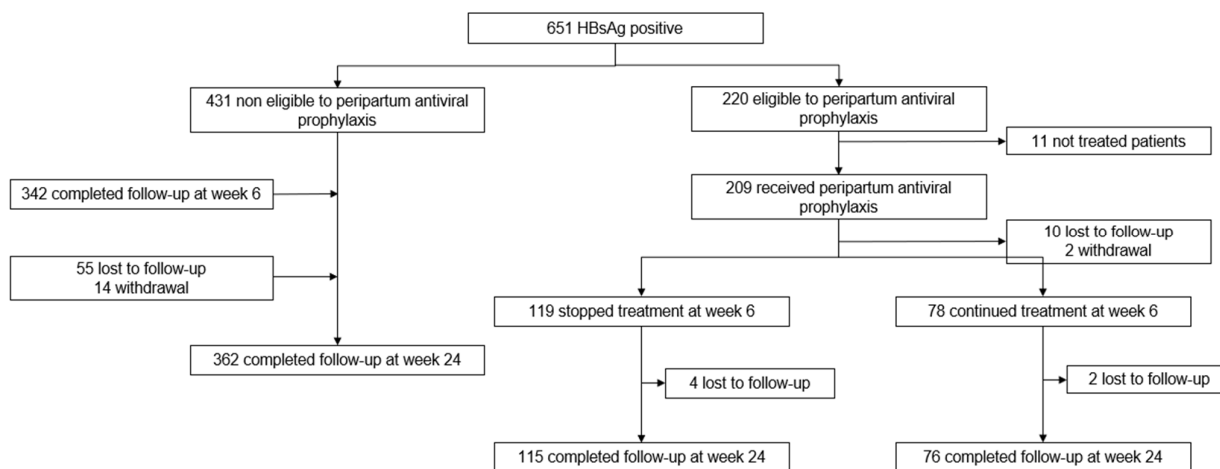 651 HBsAg positive
431 non eligible to peripartum antiviral
prophylaxis
220 eligible to peripartum antiviral
prophylaxis
11 not treated patients
342 completed follow-up at week 6
209 received peripartum antiviral
prophylaxis
10 lost to follow-up
2 withdrawal
55 lost to follow-up
14 withdrawal
119 stopped treatment at week 6
78 continued treatment at week 6
362 completed follow-up at week 24
4 lost to follow-up
2 lost to follow-up
115 completed follow-up at week 24
76 completed follow-up at week 24